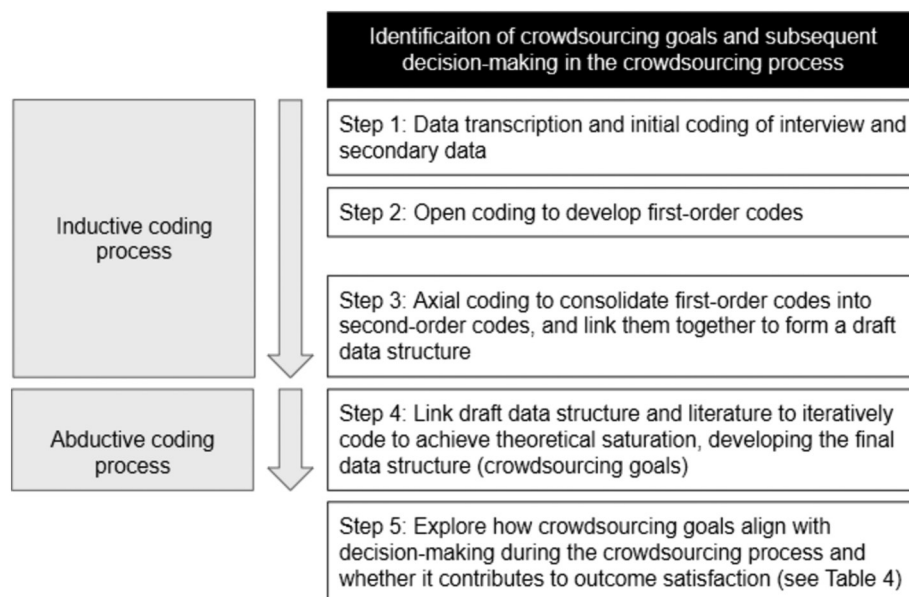 Identificaiton of crowdsourcing goals and subsequent
decision-making in the crowdsourcing process
Inductive coding
process
Step 1: Data transcription and initial coding of interview and
secondary data
Step 2: Open coding to develop first-order codes
Step 3: Axial coding to consolidate first-order codes into
second-order codes, and link them together to form a draft
data structure
Abductive coding
process
Step 4: Link draft data structure and literature to iteratively
code to achieve theoretical saturation, developing the final
data structure (crowdsourcing goals)
Step 5: Explore how crowdsourcing goals align with
decision-making during the crowdsourcing process and
whether it contributes to outcome satisfaction (see Table 4)